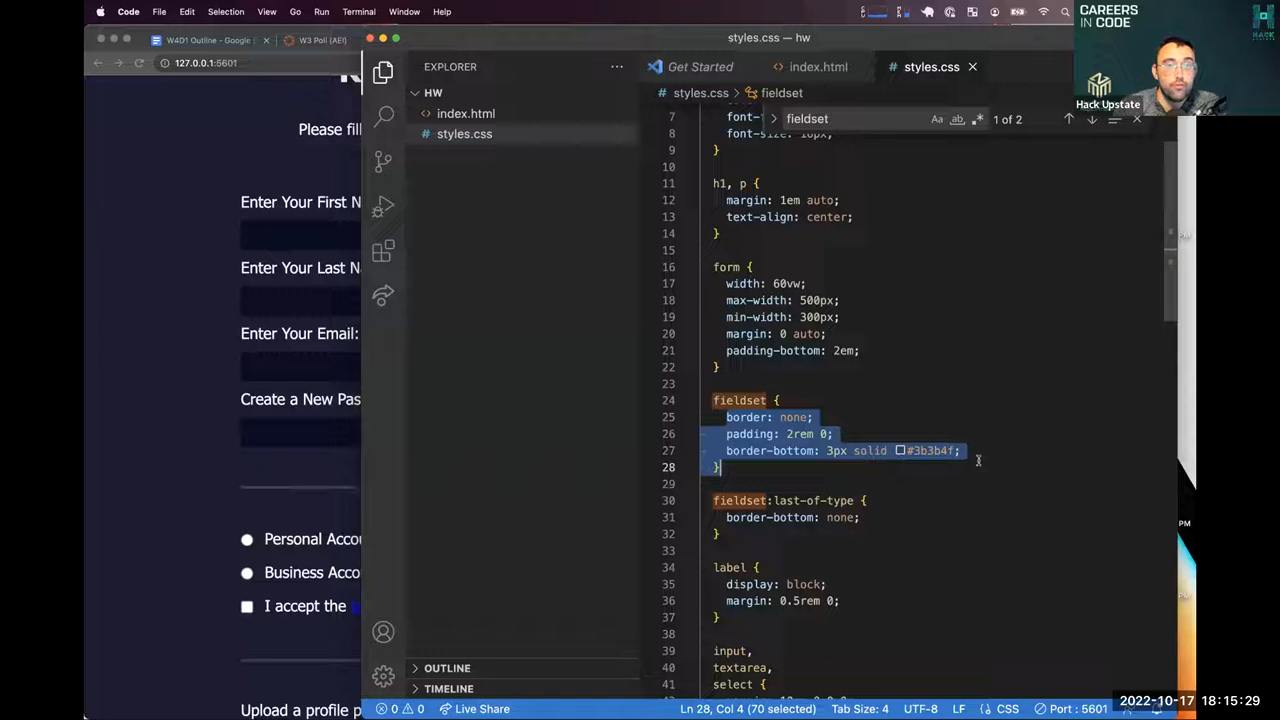 Code File Edit Selection View Go Run Terminal Window Help
W4D1 Outline - Google
W3 Poll (AEI)
127.0.0.1:5601
Please fill
Enter Your First N
Enter Your Last N
Enter Your Email:
Create a New Pas
Personal Accou
Business Acco
I accept the
Upload a profile p
styles.css — hw
EXPLORER
HW
index.html
styles.css
OUTLINE
TIMELINE
Get Started
index.html
styles.css
# styles.css > fieldset
fieldset
Aa ab 1 of 2
7 font-
8 font-size: 16px;
9 }
10
11 h1, p {
12 margin: 1em auto;
13 text-align: center;
14 }
15
16 form {
17 width: 60vw;
18 max-width: 500px;
19 min-width: 300px;
20 margin: 0 auto;
21 padding-bottom: 2em;
22 }
23
24 fieldset {
25 border: none;
26 padding: 2rem 0;
27 border-bottom: 3px solid #3b3b4f;
28 }
29
30 fieldset:last-of-type {
31 border-bottom: none;
32 }
33
34 label {
35 display: block;
36 margin: 0.5rem 0;
37 }
38
39 input,
40 textarea,
41 select {
0 0 Live Share Ln 28, Col 4 (70 selected) Tab Size: 4 UTF-8 LF {} CSS Port : 5601
CAREERS
IN CODE
HACK
UPSTATE
Hack Upstate
PM
PM
2022-10-17 18:15:29